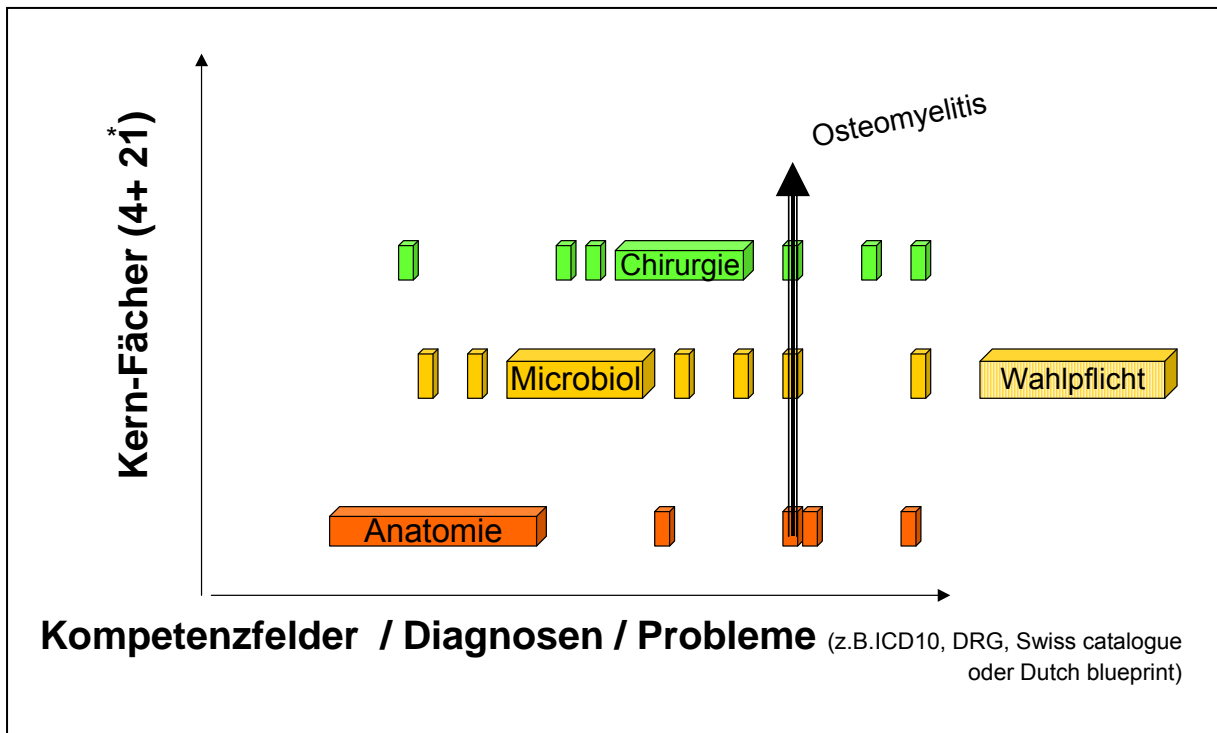 Kern-Fächer (4+ 21*)
Osteomyelitis
Chirurgie
Microbiol
Wahlpflicht
Anatomie
Kompetenzfelder / Diagnosen / Probleme (z.B.ICD10, DRG, Swiss catalogue
oder Dutch blueprint)